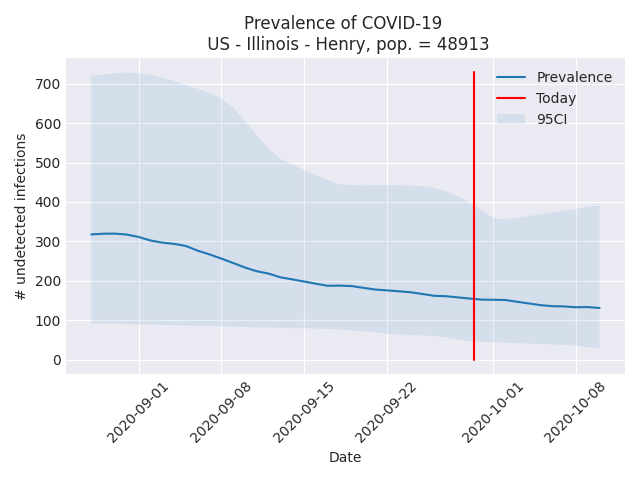 Prevalence of COVID-19
US - Illinois - Henry, pop. = 48913
Prevalence
Today
95CI
# undetected infections
700
600
500
400
300
200
100
0
2020-09-01
2020-09-08
2020-09-15
2020-09-22
2020-10-01
2020-10-08
Date